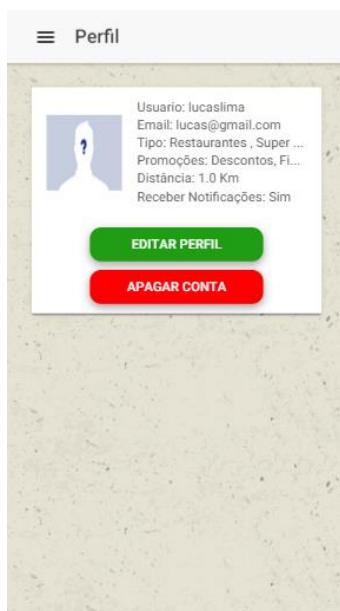 Perfil
Usuario: lucaslima
Email: lucas@gmail.com
Tipo: Restaurantes , Super ...
Promoções: Descontos, Fi...
Distância: 1.0 Km
Receber Notificações: Sim
?
EDITAR PERFIL
APAGAR CONTA